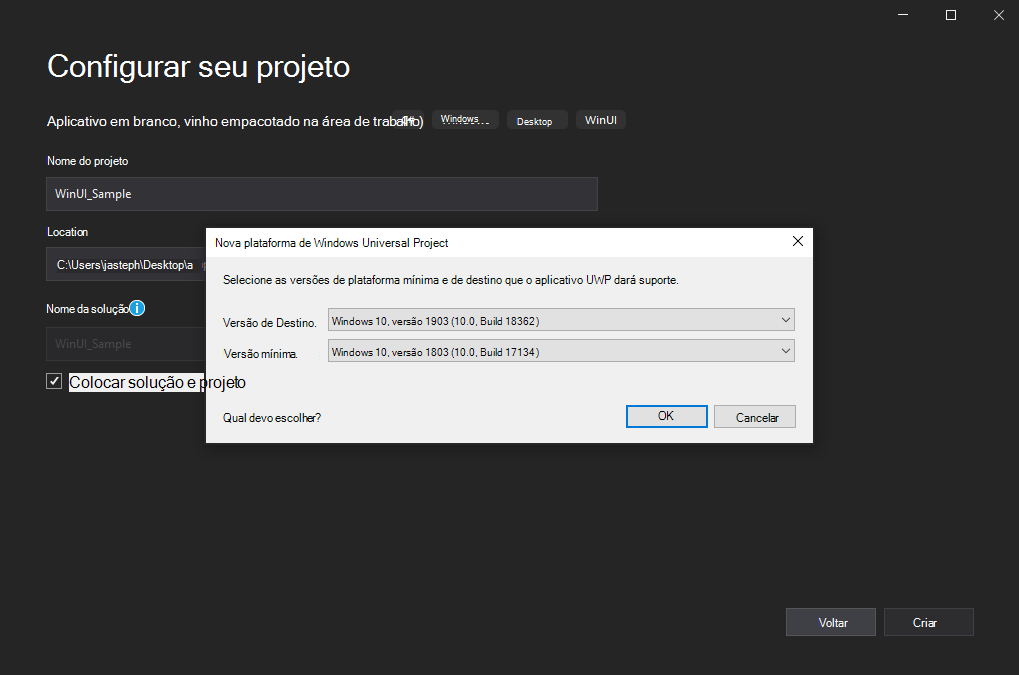 Configurar seu projeto
Aplicativo em branco, vinho empacotado na área de trabalho) Windows Desktop WinUI
Nome do projeto
WinUI_Sample
Location
C:\Users\jasteph\Desktop\a
Nova plataforma de Windows Universal Project
Selecione as versões de plataforma mínima e de destino que o aplicativo UWP dará suporte.
Nome da solução
Versão de Destino. Windows 10, versão 1903 (10.0, Build 18362)
WinUI_Sample
Versão mínima. Windows 10, versão 1803 (10.0, Build 17134)
Colocar solução e projeto
Qual devo escolher? OK Cancelar
Voltar Criar